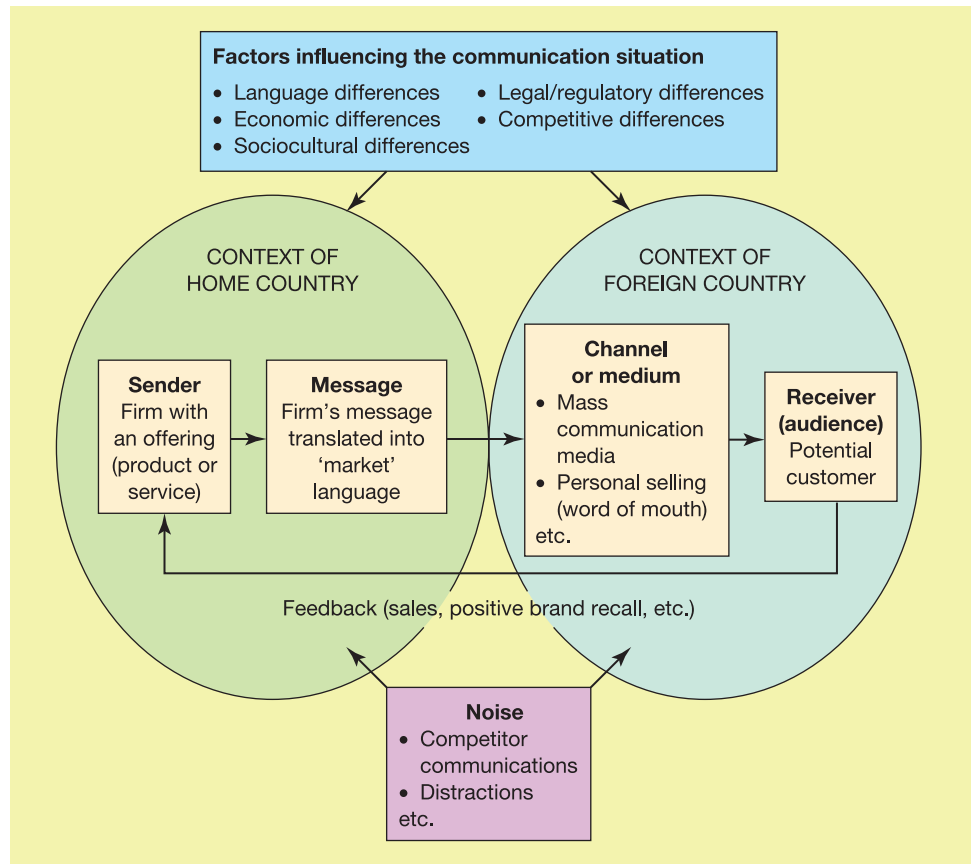 Factors influencing the communication situation
• Language differences
• Economic differences
• Sociocultural differences
• Legal/regulatory differences
• Competitive differences
CONTEXT OF
HOME COUNTRY
CONTEXT OF
FOREIGN COUNTRY
Sender
Firm with
an offering
(product or
service)
Message
Firm's message
translated into
‘market’
language
Channel
or medium
• Mass
communication
media
• Personal selling
(word of mouth)
etc.
Receiver
(audience)
Potential
customer
Feedback (sales, positive brand recall, etc.)
Noise
• Competitor
communications
• Distractions
etc.